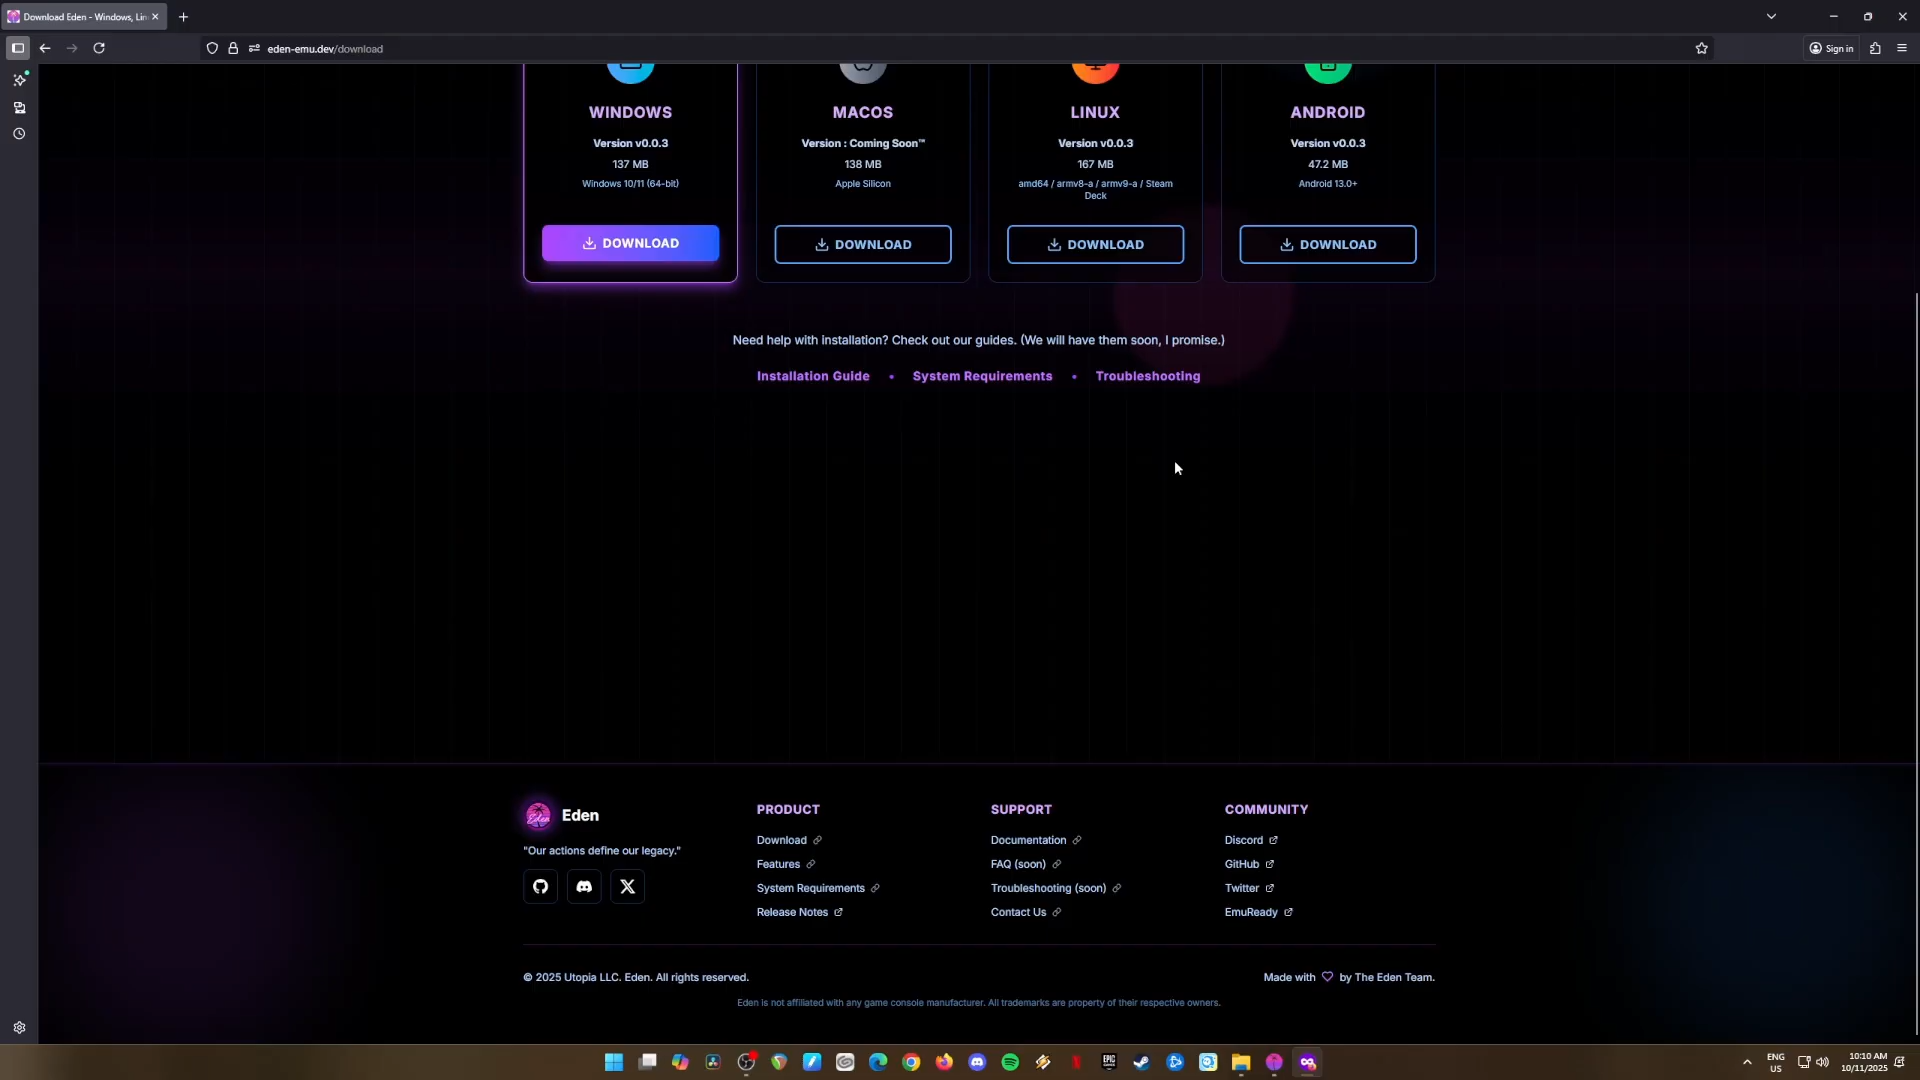 Download Eden - Windows, Lin
eden-emu.dev/download
Sign in
WINDOWS
Version v0.0.3
137 MB
Windows 10/11 (64-bit)
DOWNLOAD
MACOS
Version : Coming Soon™
138 MB
Apple Silicon
DOWNLOAD
LINUX
Version v0.0.3
167 MB
amd64 / armv8-a / armv9-a / Steam
Deck
DOWNLOAD
ANDROID
Version v0.0.3
47.2 MB
Android 13.0+
DOWNLOAD
Need help with installation? Check out our guides. (We will have them soon, I promise.)
Installation Guide • System Requirements • Troubleshooting
Eden
"Our actions define our legacy."
PRODUCT
Download
Features
System Requirements
Release Notes
SUPPORT
Documentation
FAQ (soon)
Troubleshooting (soon)
Contact Us
COMMUNITY
Discord
GitHub
Twitter
EmuReady
© 2025 Utopia LLC. Eden. All rights reserved.
Made with by The Eden Team.
Eden is not affiliated with any game console manufacturer. All trademarks are property of their respective owners.
EPIC
ENG
US
10:10 AM
10/11/2025